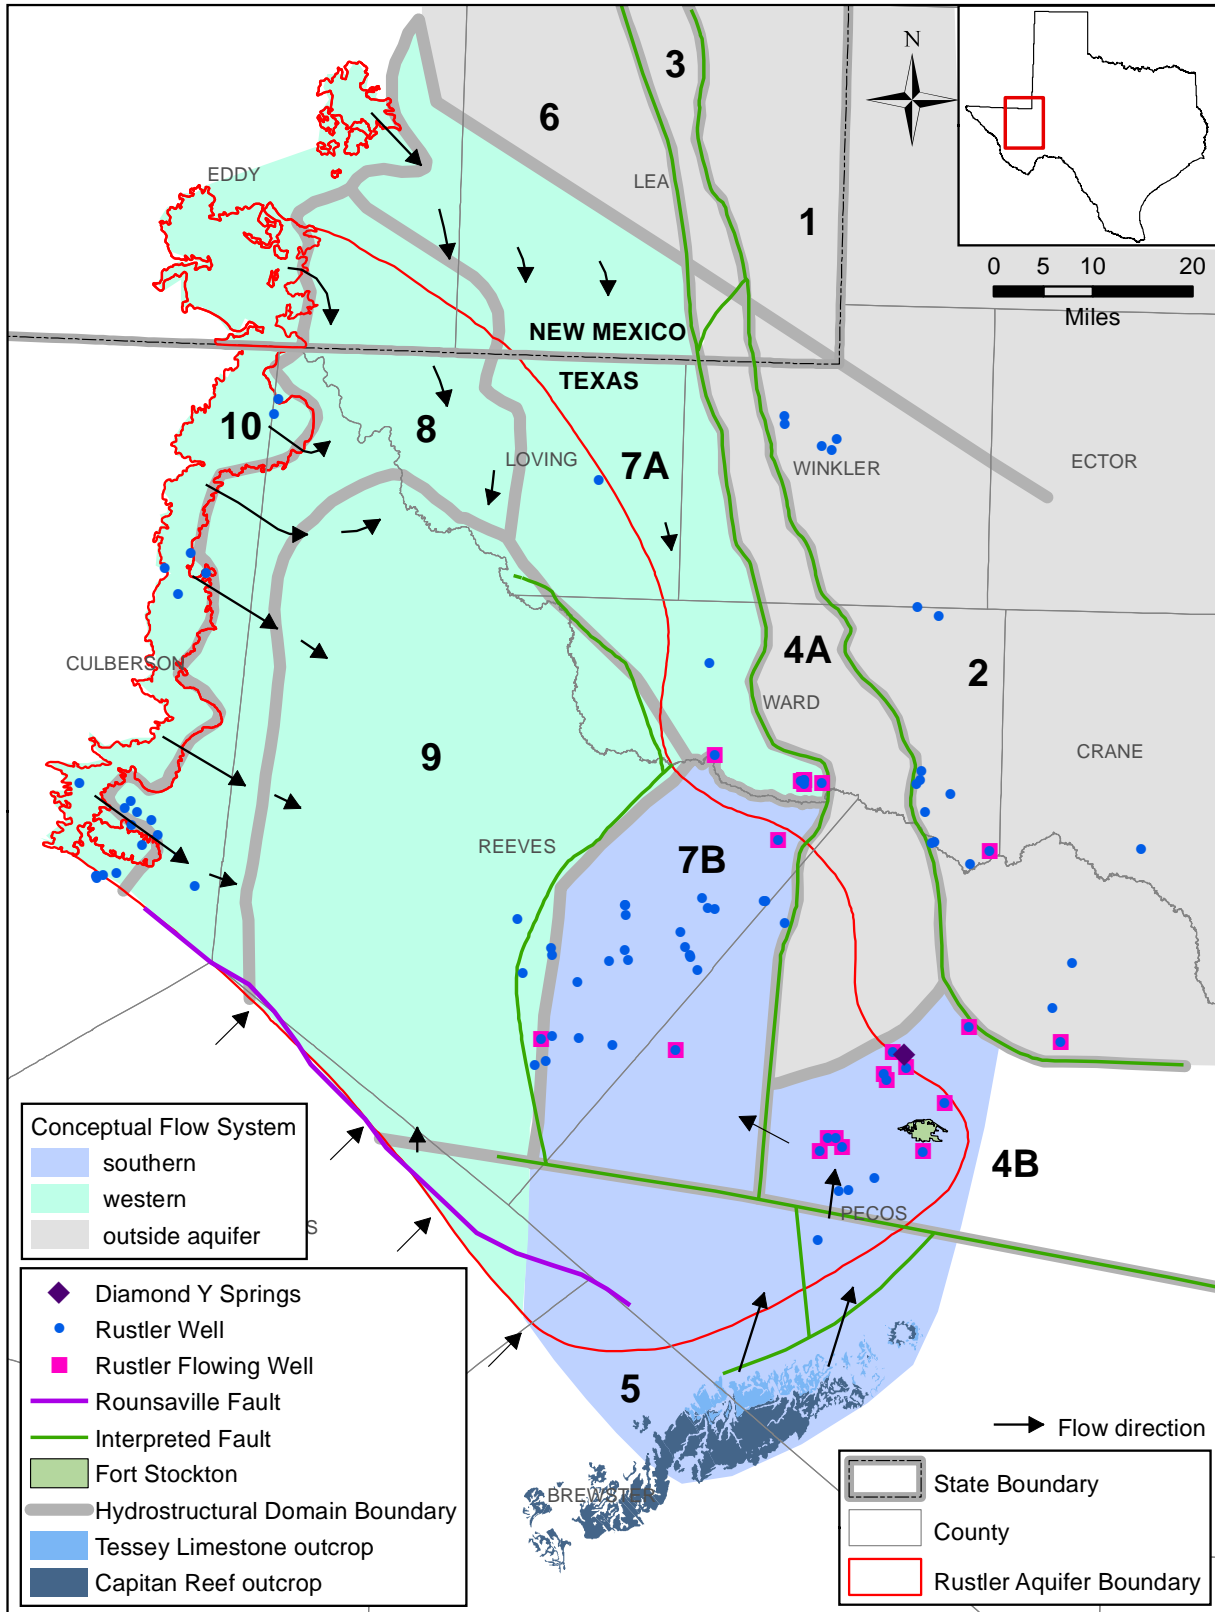 N
3
6
EDDY
LEA
1
0 5 10 20
Miles
NEW MEXICO
TEXAS
10
8
LOVING
7A
WINKLER
ECTOR
CULBERSON
4A
2
WARD
9
CRANE
REEVES
7B
4B
PECOS
S
5
BREWSTER
Conceptual Flow System
southern
western
outside aquifer
Diamond Y Springs
Rustler Well
Rustler Flowing Well
Rounsaville Fault
Interpreted Fault
Fort Stockton
Hydrostructural Domain Boundary
Tessey Limestone outcrop
Capitan Reef outcrop
Flow direction
State Boundary
County
Rustler Aquifer Boundary